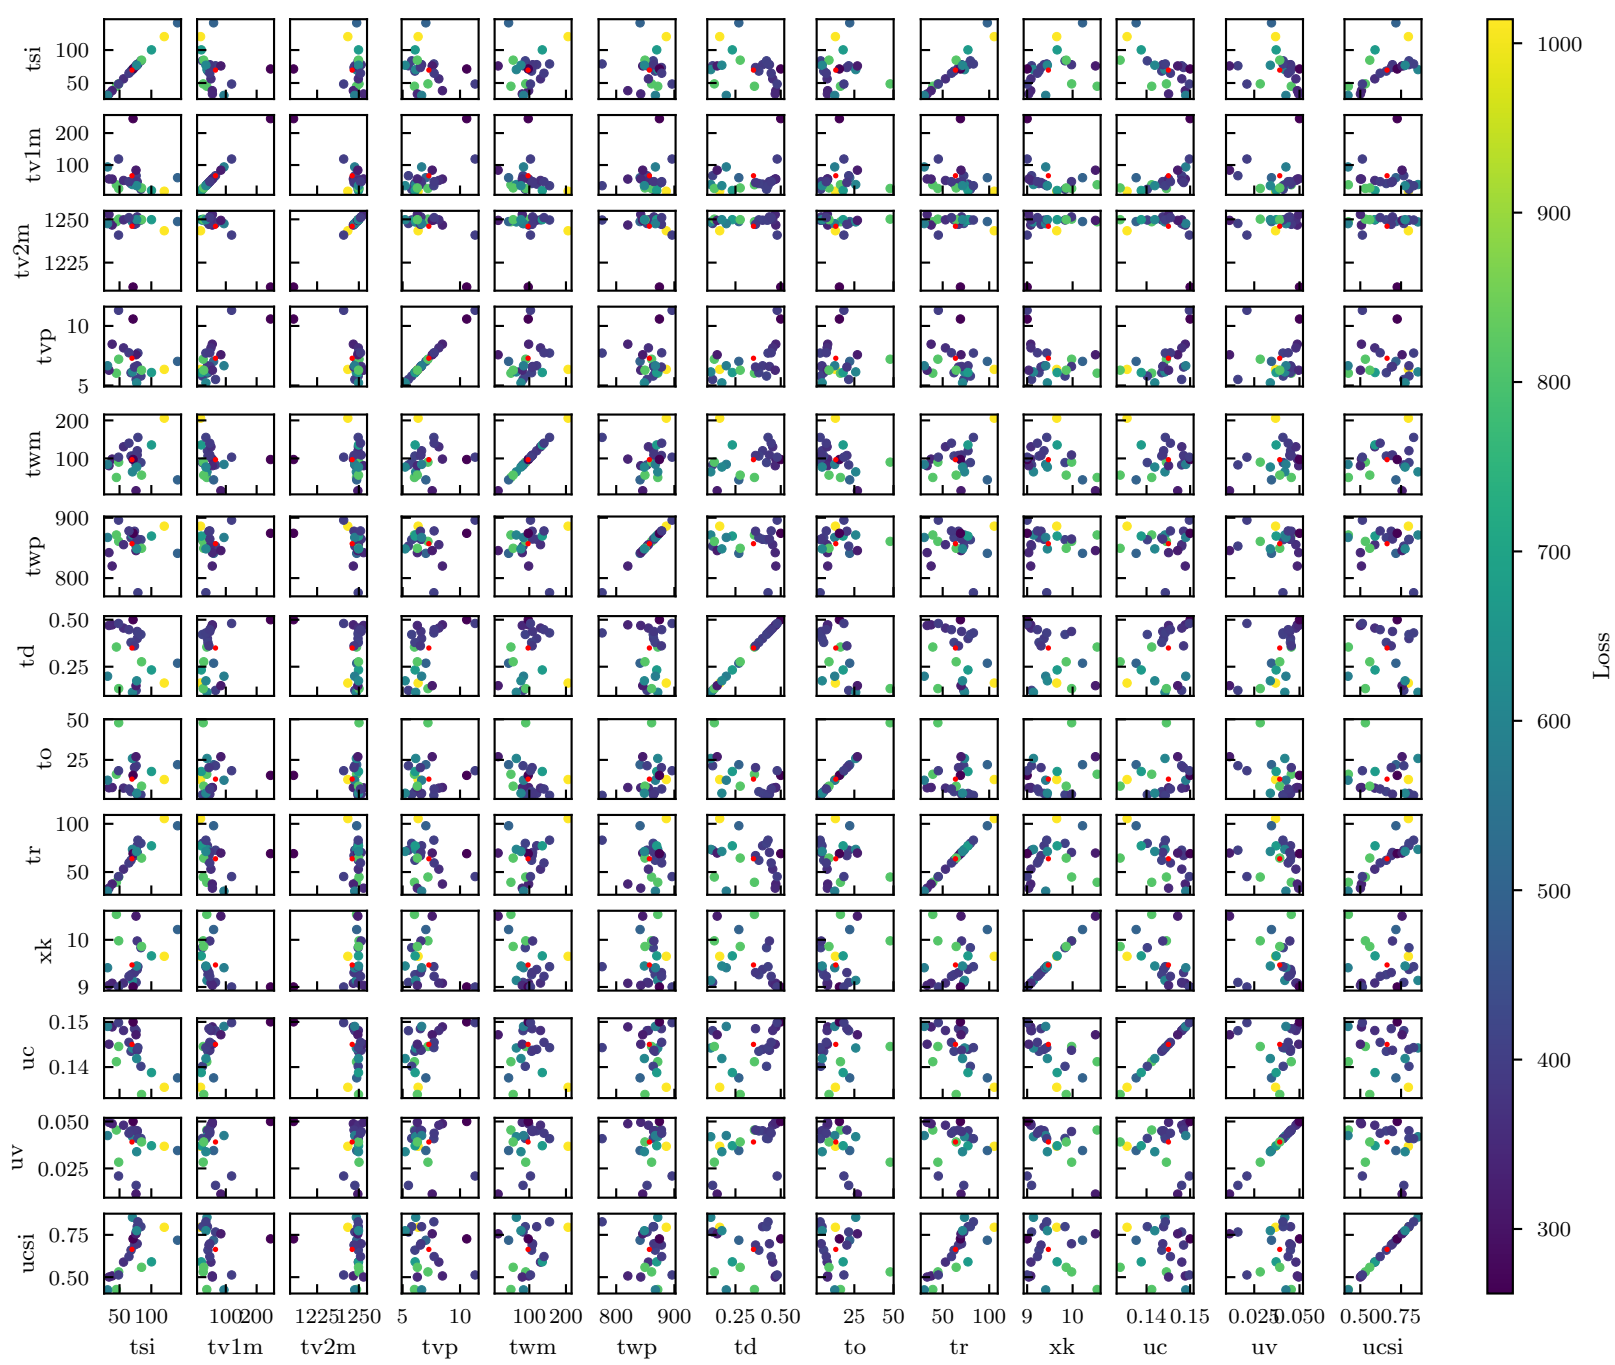 tsi 100 50
tv1m 200 100
tv2m 1250 1225
tvp 10 5
twm 200 100
twp 900 800
td 0.50 0.25
to 50 25
tr 100 50
xk 10 9
uc 0.15 0.14
uv 0.050 0.025
ucsi 0.75 0.50
50 100 100 200 1225 1250 5 10 100 200 800 900 0.25 0.50 25 50 50 100 9 10 0.14 0.15 0.025 0.050 0.50 0.75
tsi tv1m tv2m tvp twm twp td to tr xk uc uv ucsi
1000
900
800
700
600
500
400
300
Loss